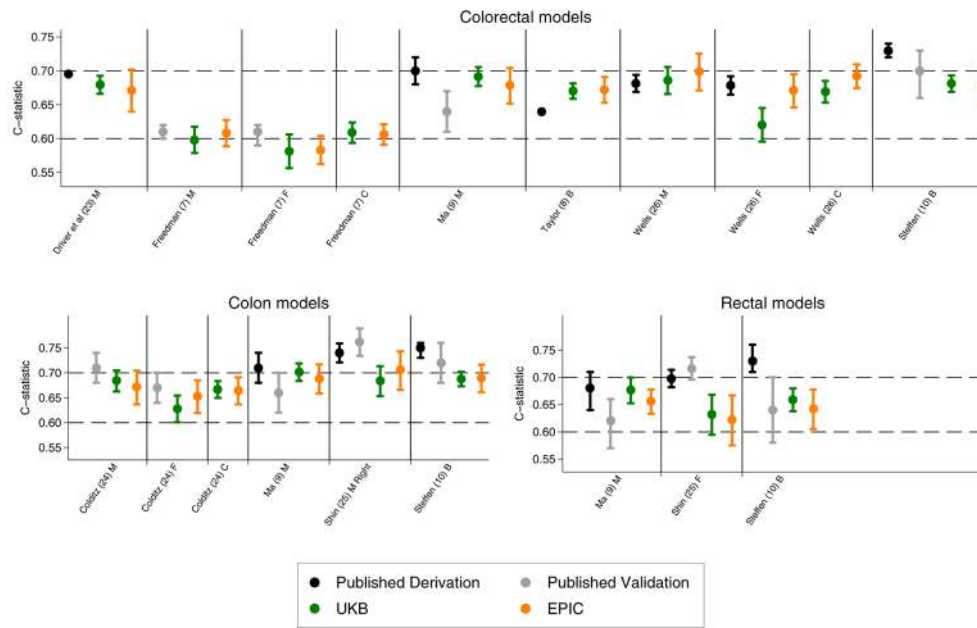 Colorectal models
0.75
0.70
0.65
0.60
0.55
C-statistic
Driver et al (23) M
Freedman (7) M
Freedman (7) F
Freedman (7) C
Ma (9) M
Taylor (8) B
Wells (26) M
Wells (26) F
Wells (26) C
Steffen (10) B
Colon models
0.75
0.70
0.65
0.60
0.55
C-statistic
Colditz (24) M
Colditz (24) F
Colditz (24) C
Ma (9) M
Shin (25) M Right
Steffen (10) B
Rectal models
0.75
0.70
0.65
0.60
0.55
C-statistic
Ma (9) M
Shin (25) F
Steffen (10) B
Published Derivation
Published Validation
UKB
EPIC